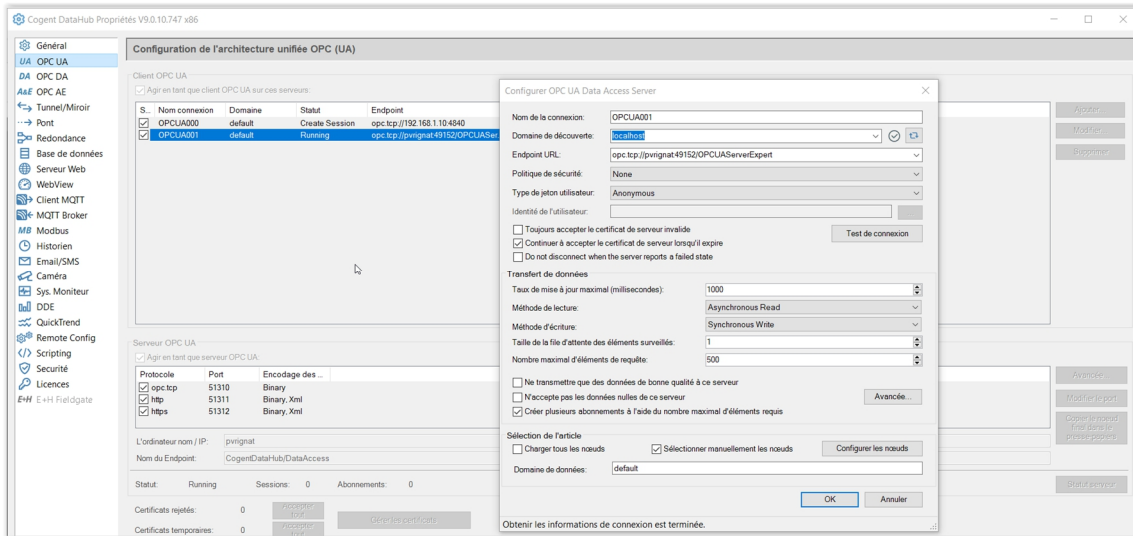 Cogent DataHub Propriétés V9.0.10.747 x86
Général
UA OPC UA
DA OPC DA
A&E OPC AE
Tunnel/Miroir
Pont
Redondance
Base de données
Serveur Web
WebView
Client MQTT
MQTT Broker
MB Modbus
Historien
Email/SMS
Caméra
Sys. Moniteur
DDE
QuickTrend
Remote Config
Scripting
Securité
Licences
E+H E+H Fieldgate
Configuration de l'architecture unifiée OPC (UA)
Client OPC UA
Agir en tant que client OPC UA sur ces serveurs:
S... Nom connexion Domaine Statut Endpoint
OPCUA000 default Create Session opc.tcp://192.168.1.10:4840
OPCUA001 default Running opc.tcp://pvrignat:49152/OPCUASer...
Ajouter...
Modifier...
Supprimer
Serveur OPC UA
Agir en tant que serveur OPC UA:
Protocole Port Encodage des ...
opc.tcp 51310 Binary
http 51311 Binary, Xml
https 51312 Binary, Xml
Avancée...
Modifier le port
Copier le nœud
final dans le
presse-papiers
L'ordinateur nom / IP: pvrignat
Nom du Endpoint: CogentDataHub/DataAccess
Statut: Running Sessions: 0 Abonnements: 0
Statut serveur
Certificats rejetés: 0 Accepter tout
Certificats temporaires: 0 Accepter tout
Gérer les certificats
Configurer OPC UA Data Access Server
Nom de la connexion: OPCUA001
Domaine de découverte: localhost
Endpoint URL: opc.tcp://pvrignat:49152/OPCUAServerExpert
Politique de sécurité: None
Type de jeton utilisateur: Anonymous
Identité de l'utilisateur: ...
Toujours accepter le certificat de serveur invalide
Continuer à accepter le certificat de serveur lorsqu'il expire
Do not disconnect when the server reports a failed state
Test de connexion
Transfert de données
Taux de mise à jour maximal (millisecondes): 1000
Méthode de lecture: Asynchronous Read
Méthode d'écriture: Synchronous Write
Taille de la file d'attente des éléments surveillés: 1
Nombre maximal d'éléments de requête: 500
Ne transmettre que des données de bonne qualité à ce serveur
N'accepte pas les données nulles de ce serveur
Créer plusieurs abonnements à l'aide du nombre maximal d'éléments requis
Avancée...
Sélection de l'article
Charger tous les nœuds
Sélectionner manuellement les nœuds
Configurer les nœuds
Domaine de données: default
OK
Annuler
Obtenir les informations de connexion est terminée.